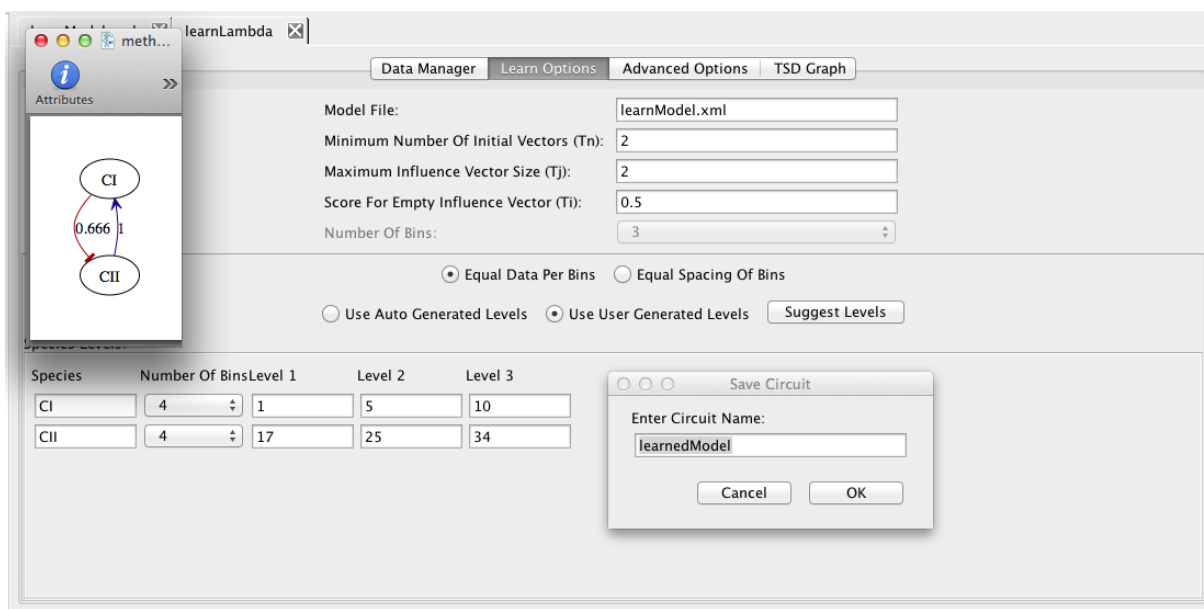 learnLambda
meth...
Attributes
»
CI
0.666 1
CII
Data Manager Learn Options Advanced Options TSD Graph
Model File: learnModel.xml
Minimum Number Of Initial Vectors (Tn): 2
Maximum Influence Vector Size (Tj): 2
Score For Empty Influence Vector (Ti): 0.5
Number Of Bins: 3
Equal Data Per Bins Equal Spacing Of Bins
Use Auto Generated Levels Use User Generated Levels Suggest Levels
Species Levels:
Species Number Of Bins Level 1 Level 2 Level 3
CI 4 1 5 10
CII 4 17 25 34
Save Circuit
Enter Circuit Name:
learnedModel
Cancel OK